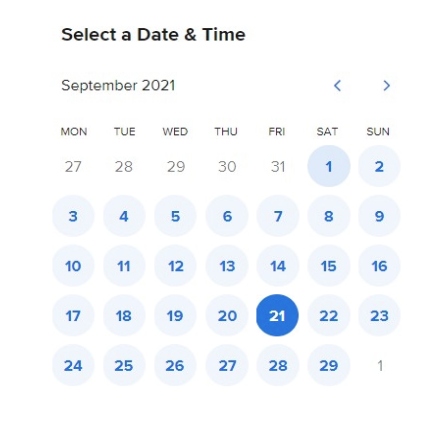 Select a Date & Time
September 2021
MON TUE WED THU FRI SAT SUN
27 28 29 30 31 1 2
3 4 5 6 7 8 9
10 11 12 13 14 15 16
17 18 19 20 21 22 23
24 25 26 27 28 29 1